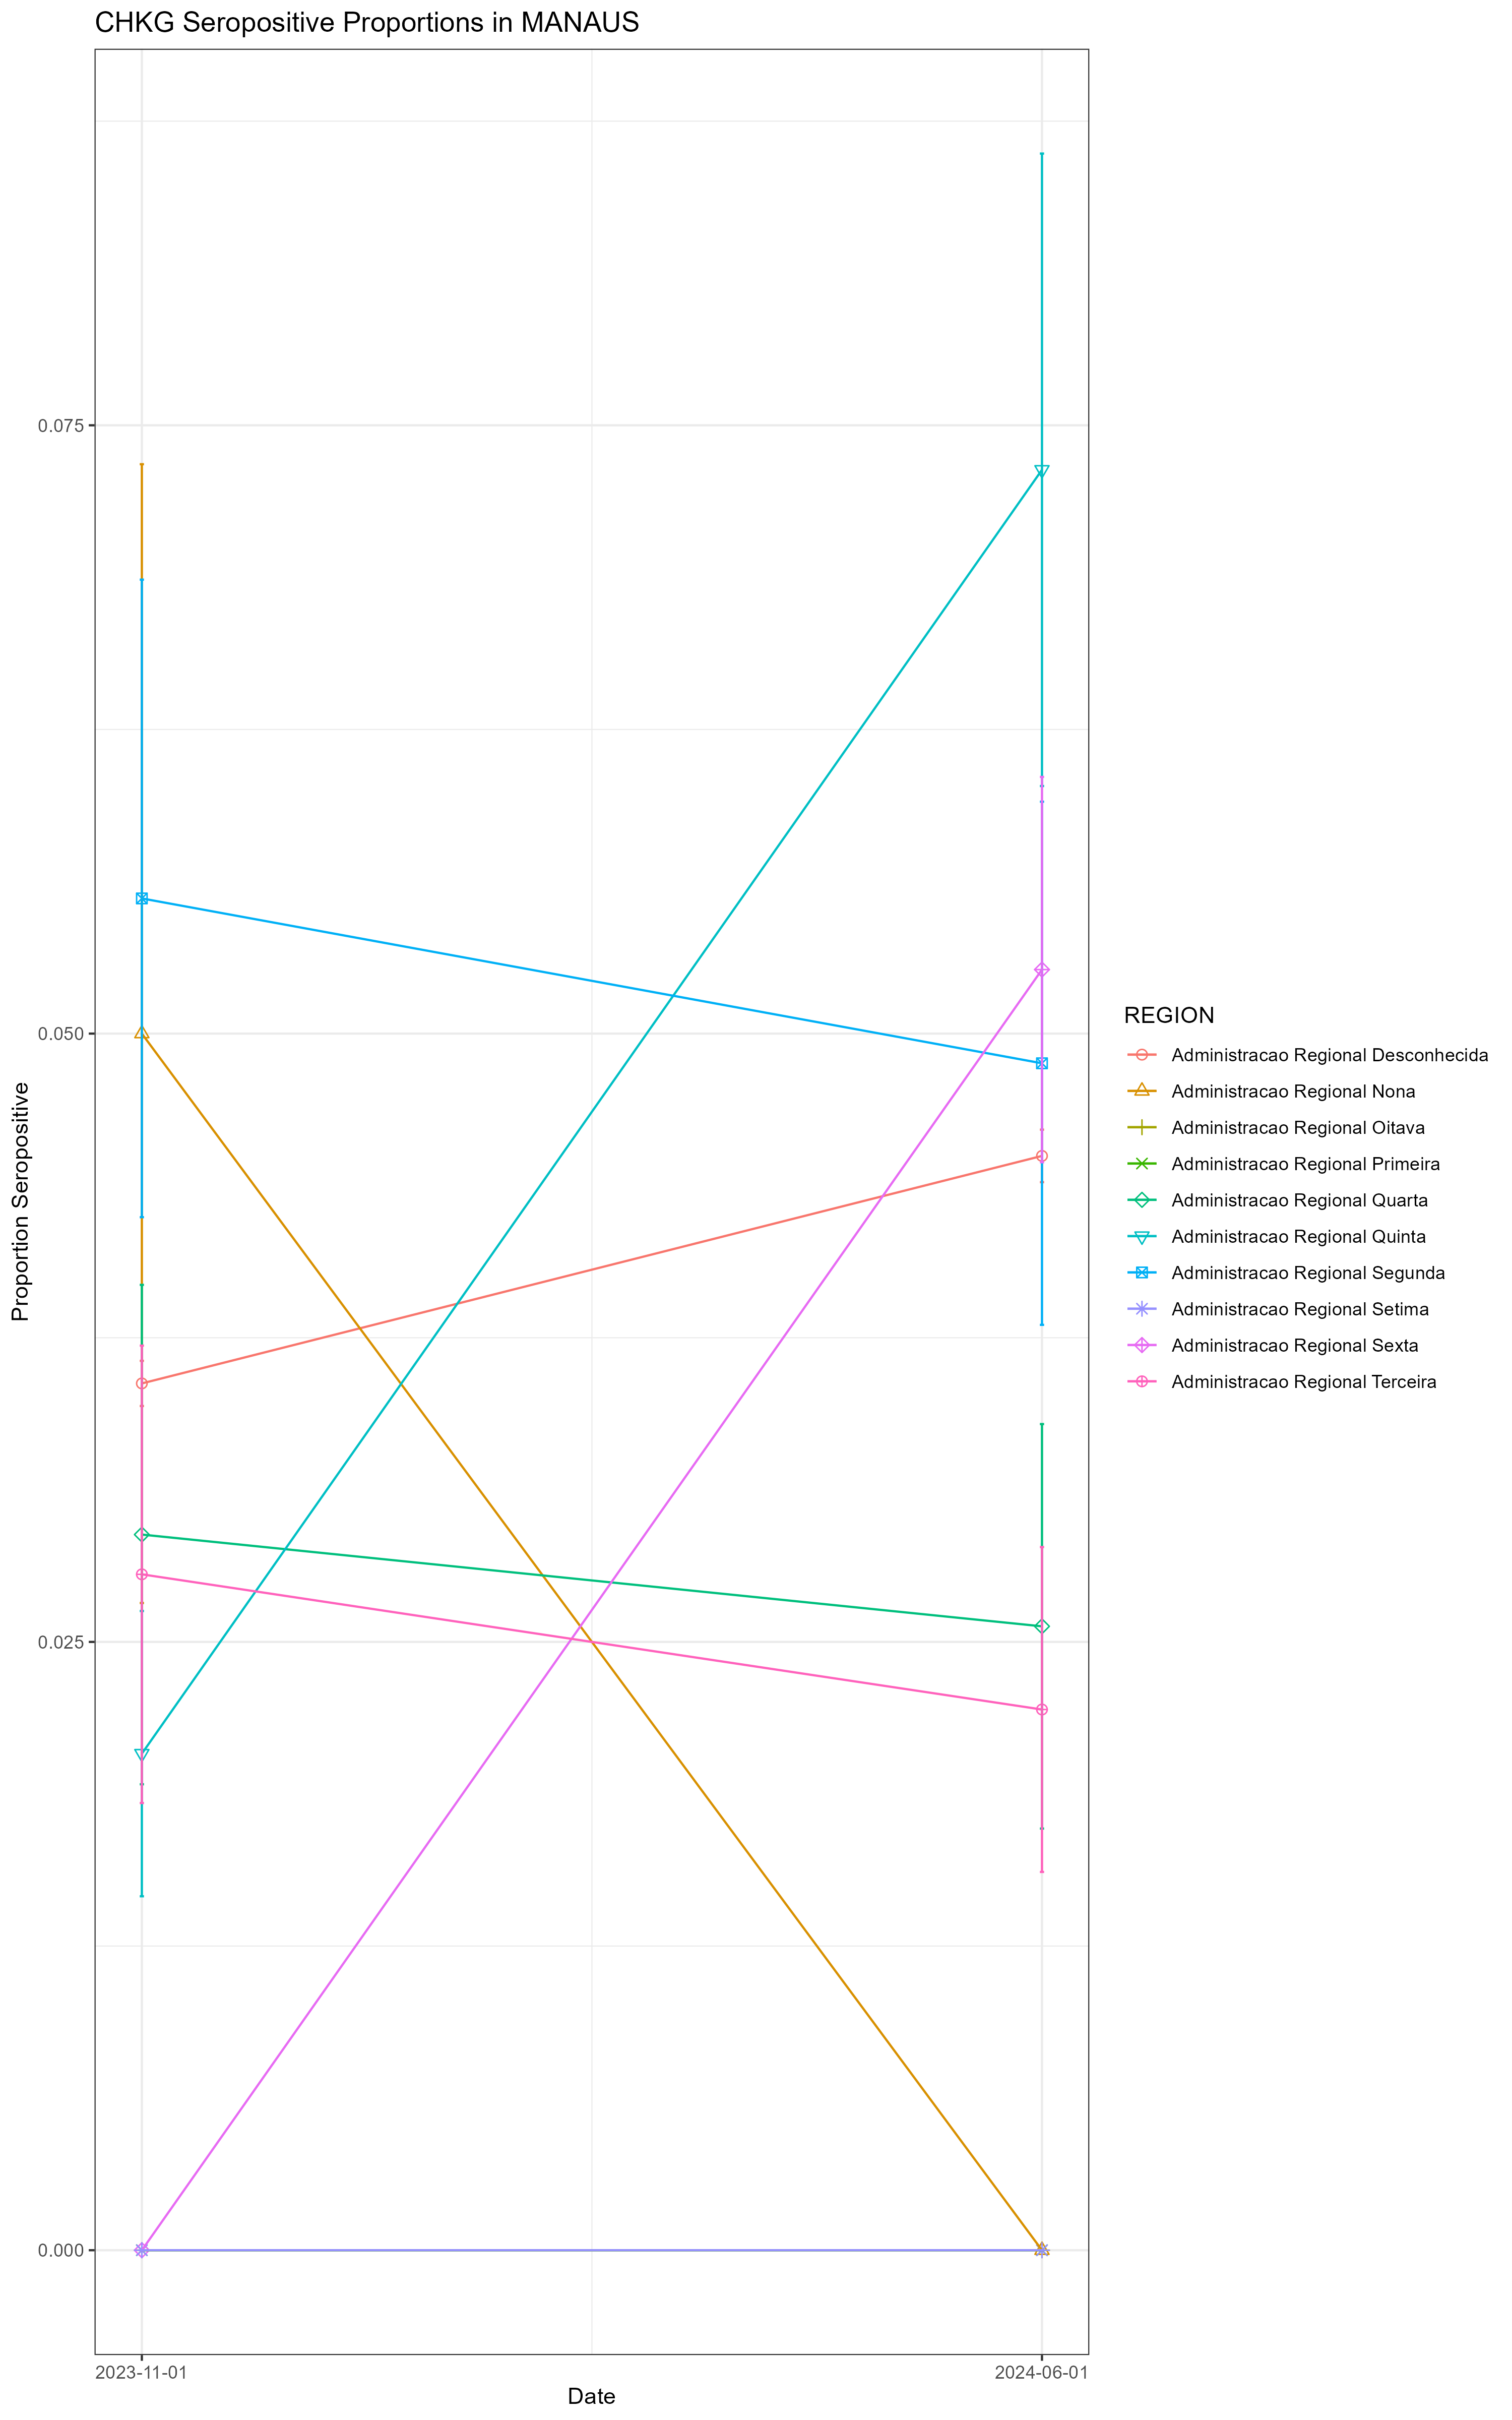 CHKG Seropositive Proportions in MANAUS
0.075
0.050
0.025
0.000
Proportion Seropositive
2023-11-01
2024-06-01
Date
REGION
Administracao Regional Desconhecida
Administracao Regional Nona
Administracao Regional Oitava
Administracao Regional Primeira
Administracao Regional Quarta
Administracao Regional Quinta
Administracao Regional Segunda
Administracao Regional Setima
Administracao Regional Sexta
Administracao Regional Terceira